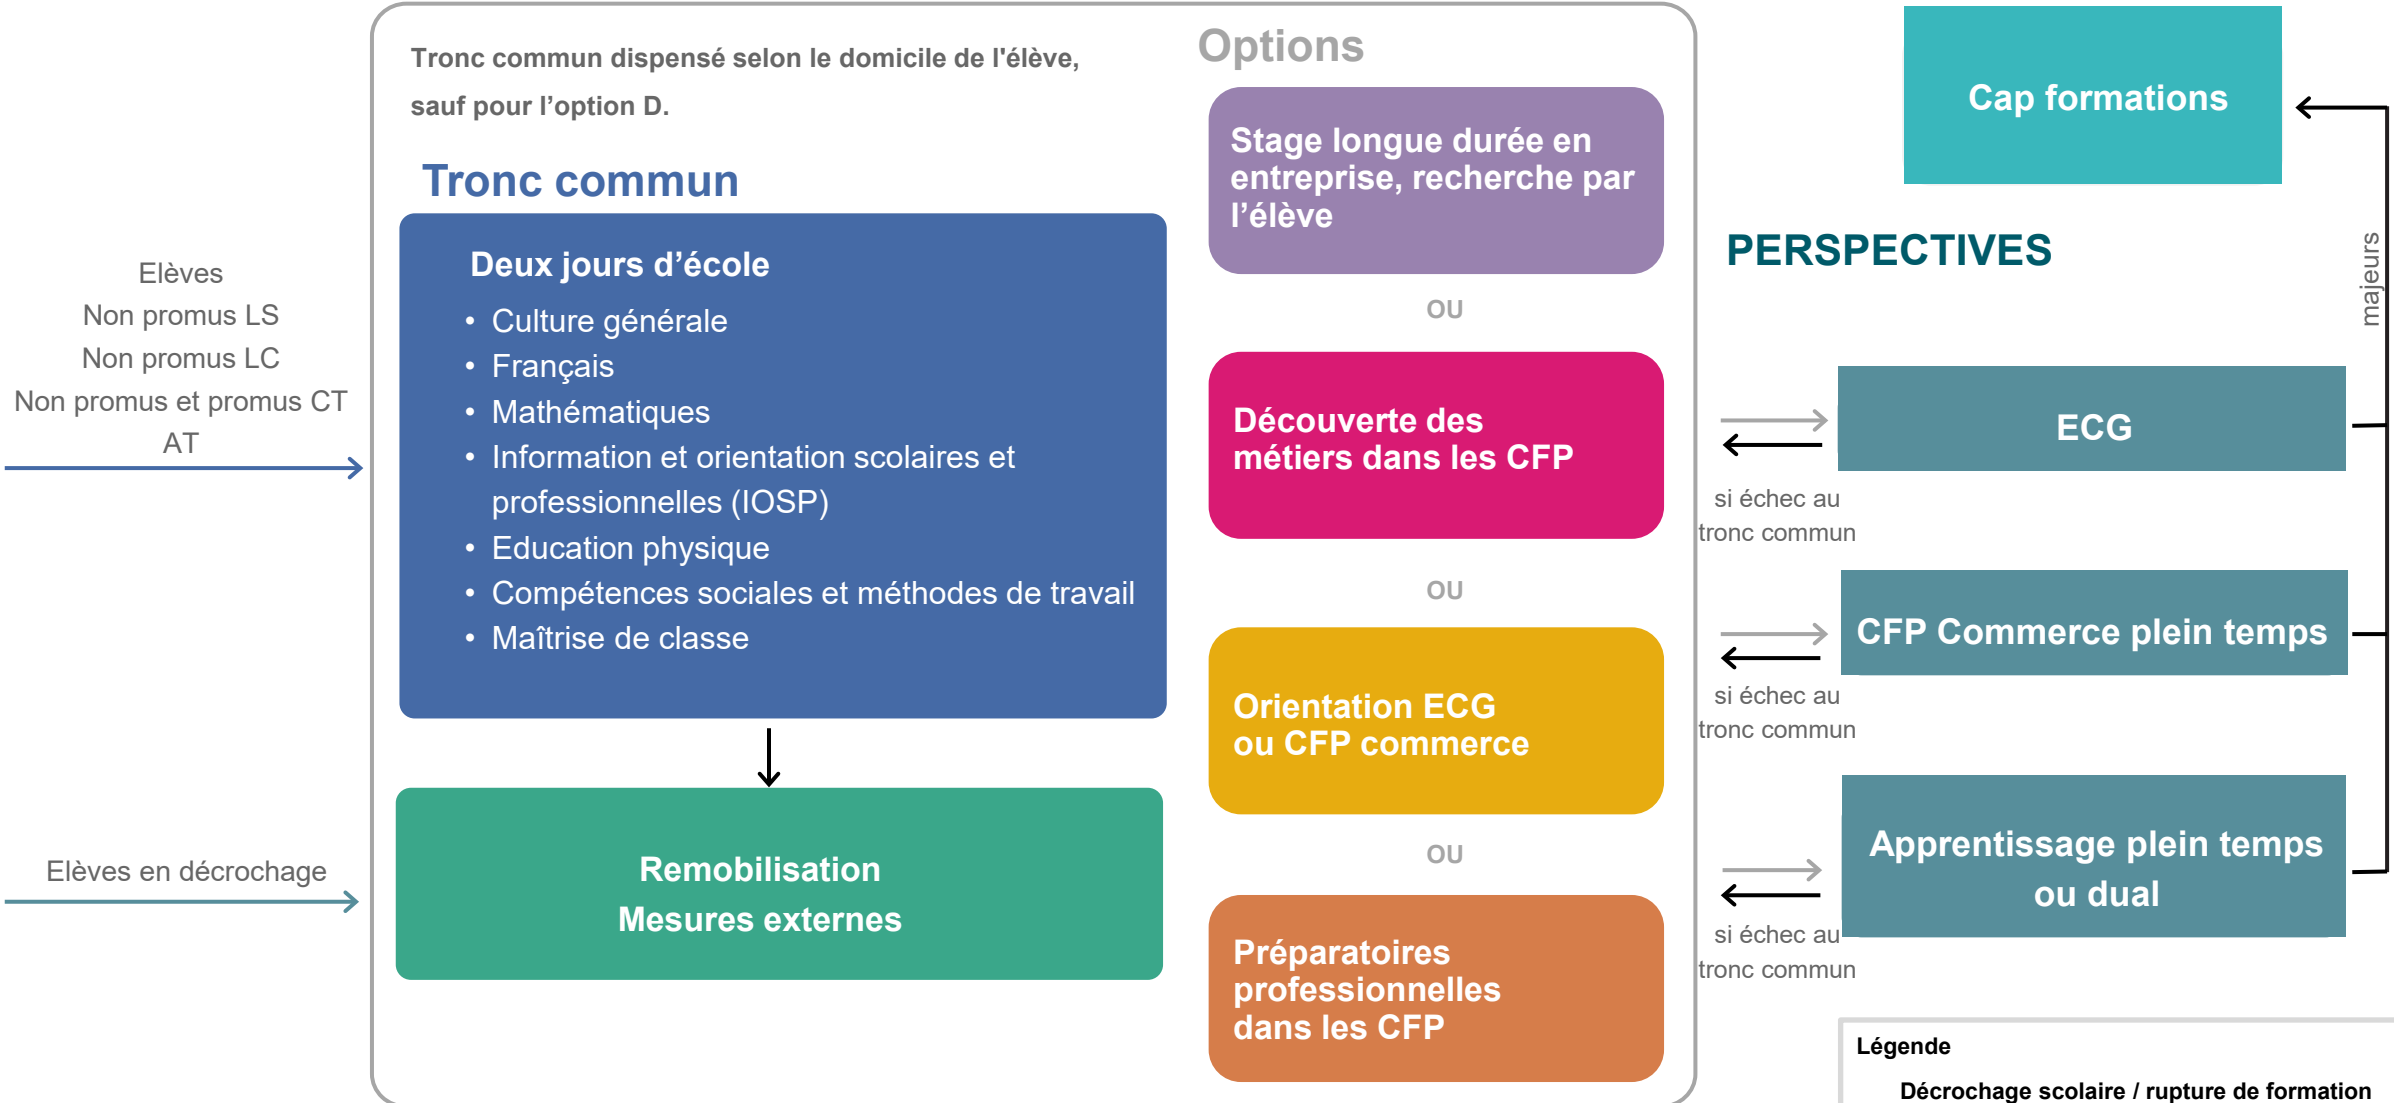 Tronc commun dispensé selon le domicile de l'élève,
sauf pour l’option D.
Tronc commun
Elèves
Non promus LS
Non promus LC
Non promus et promus CT
AT
Deux jours d’école
• Culture générale
• Français
• Mathématiques
• Information et orientation scolaires et
professionnelles (IOSP)
• Education physique
• Compétences sociales et méthodes de travail
• Maîtrise de classe
Elèves en décrochage
Remobilisation
Mesures externes
Options
Stage longue durée en
entreprise, recherche par
l’élève
OU
Découverte des
métiers dans les CFP
OU
Orientation ECG
ou CFP commerce
OU
Préparatoires
professionnelles
dans les CFP
Cap formations
PERSPECTIVES
majeurs
ECG
si échec au
tronc commun
CFP Commerce plein temps
si échec au
tronc commun
Apprentissage plein temps
ou dual
si échec au
tronc commun
Légende
Décrochage scolaire / rupture de formation